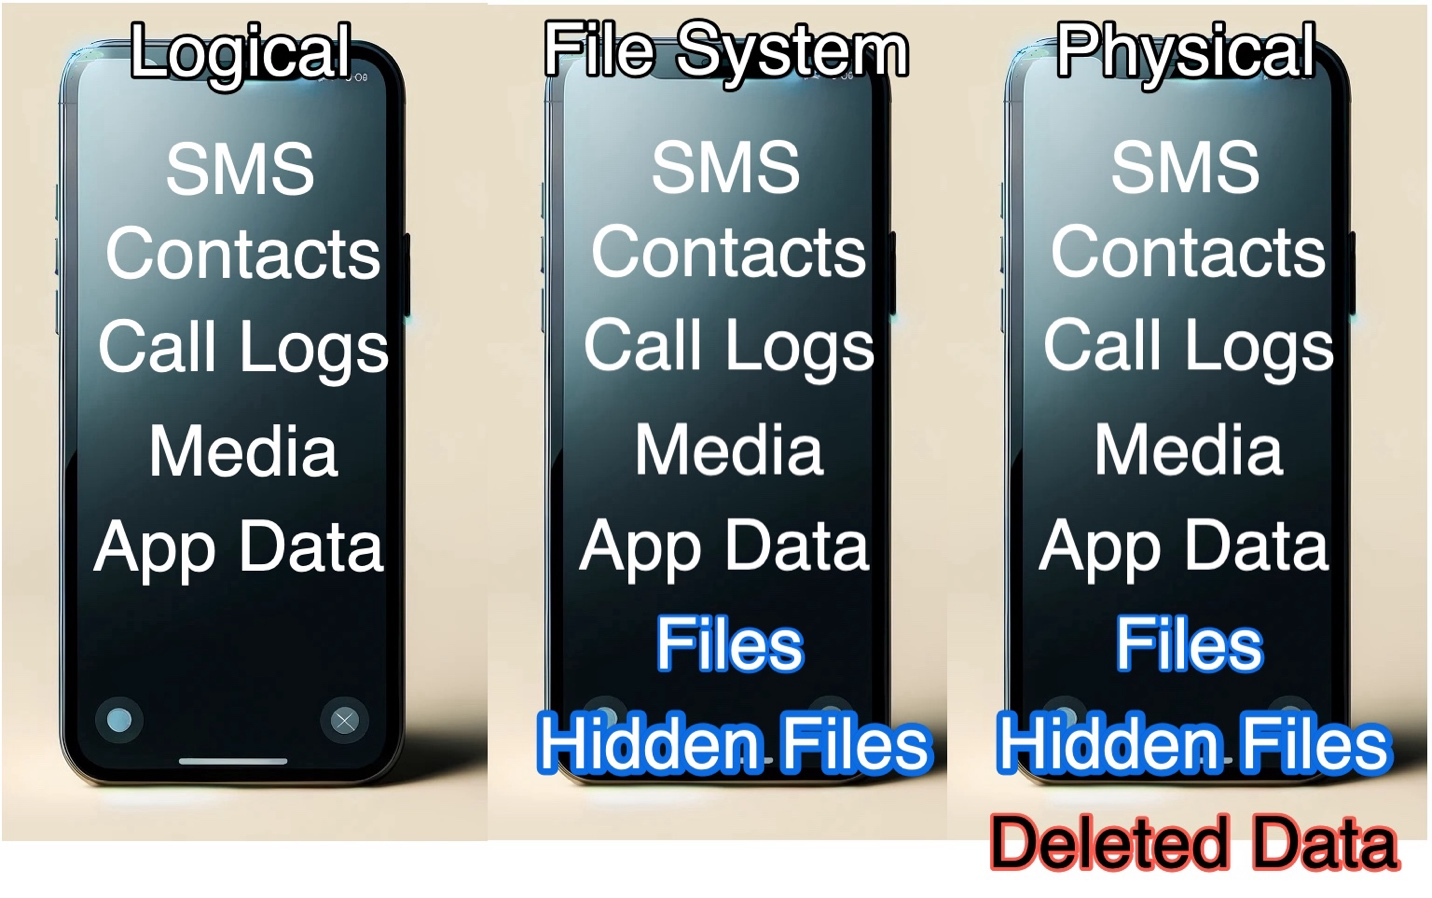 Logical
SMS
Contacts
Call Logs
Media
App Data
File System
SMS
Contacts
Call Logs
Media
App Data
Files
Hidden Files
Physical
SMS
Contacts
Call Logs
Media
App Data
Files
Hidden Files
Deleted Data